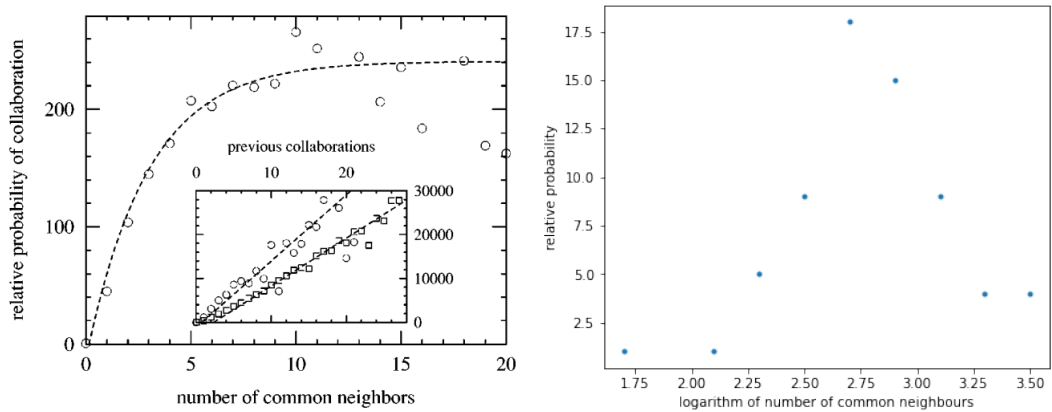 relative probability of collaboration
200
100
0
0 5 10 15 20
number of common neighbors
previous collaborations
0 10 20
30000
20000
10000
0
relative probability
17.5
15.0
12.5
10.0
7.5
5.0
2.5
1.75 2.00 2.25 2.50 2.75 3.00 3.25 3.50
logarithm of number of common neighbours